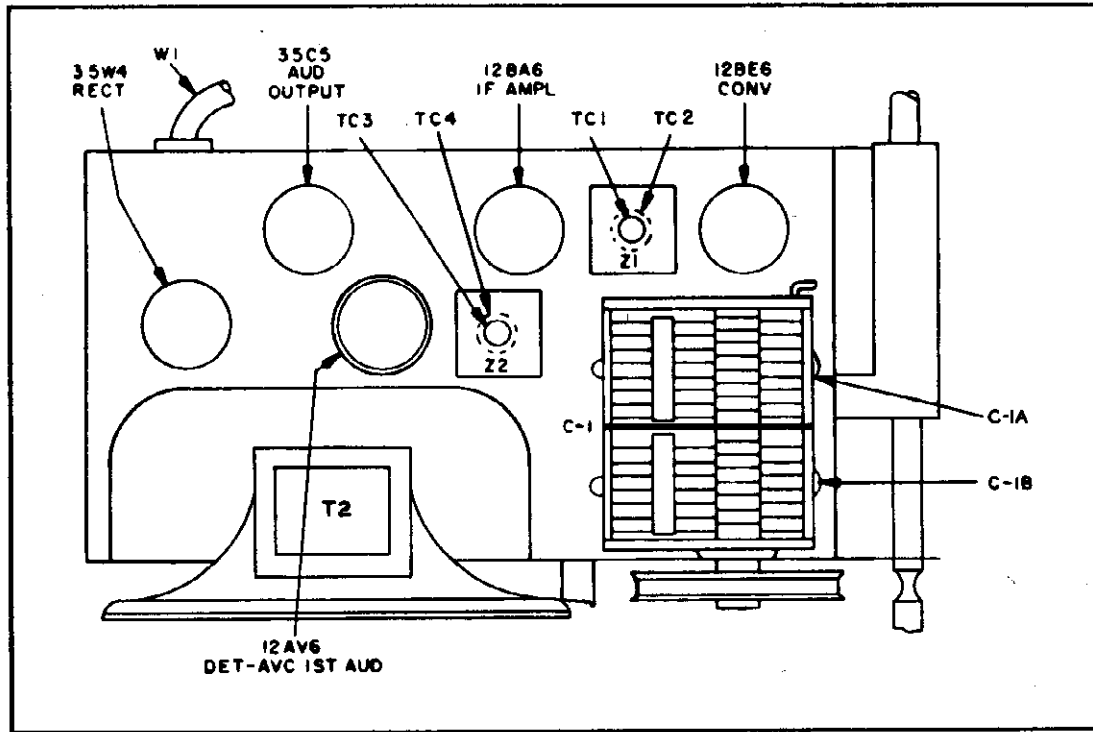 W1
35W4
RECT
35C5
AUD
OUTPUT
TC3
TC4
12BA6
IF AMPL
TC1
TC2
12BE6
CONV
Z1
Z2
C-1
C-1A
C-1B
T2
12AV6
DET-AVC 1ST AUD